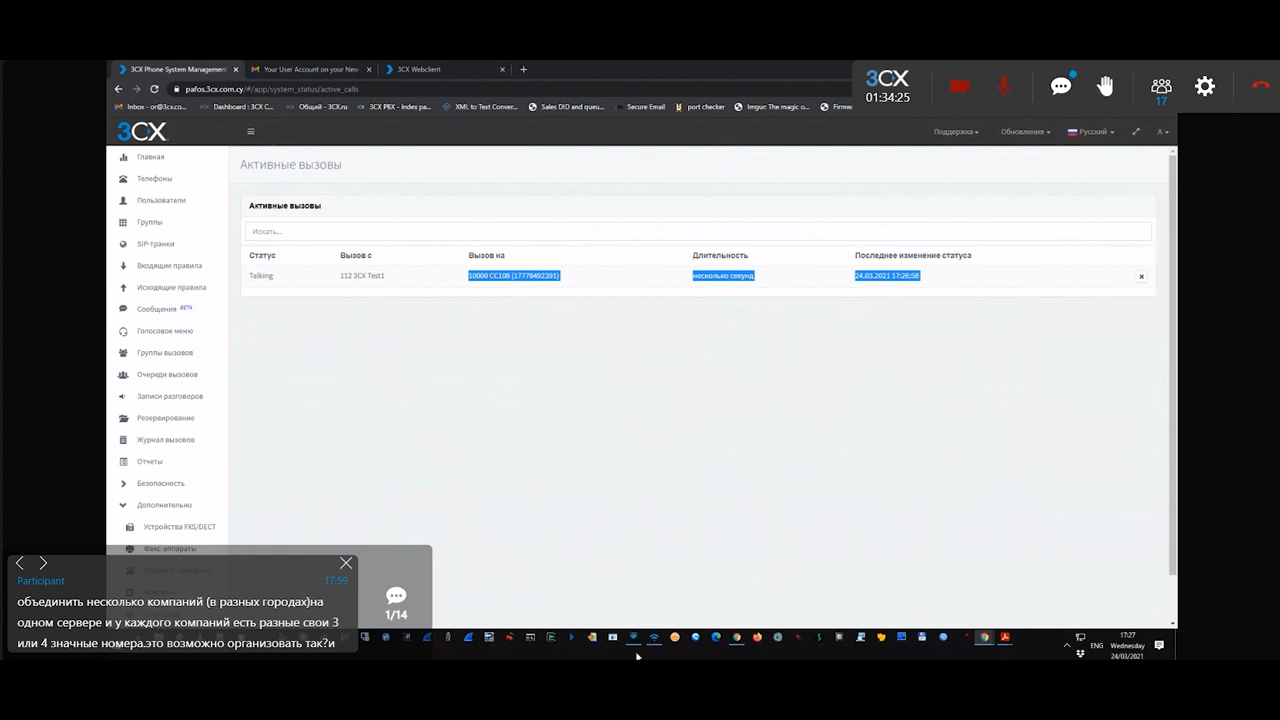 3CX Phone System Management
Your User Account on your New
3CX Webclient
pafos.3cx.com.cy/#/app/system_status/active_calls
Inbox - or@3cx.co...
Dashboard : 3CX C...
Общий - 3CX.ru
3CX PBX - Index pa...
XML to Text Conver...
Sales DID and queu...
Secure Email
port checker
Imgur: The magic o...
Firmw
3CX
01:34:25
17
3CX
Поддержка
Обновления
Русский
A
Главная
Телефоны
Пользователи
Группы
SIP-транки
Входящие правила
Исходящие правила
Сообщения BETA
Голосовое меню
Группы вызовов
Очереди вызовов
Записи разговоров
Резервирование
Журнал вызовов
Отчеты
Безопасность
Дополнительно
Устройства FXS/DECT
Факс-аппараты
Активные вызовы
Активные вызовы
Искать...
Статус Вызов с Вызов на Длительность Последнее изменение статуса
Talking 112 3CX Test1 10000 CC108 (17778492391) несколько секунд 24.03.2021 17:26:58
Participant 17:59
объединить несколько компаний (в разных городах)на
одном сервере и у каждого компаний есть разные свои 3
или 4 значные номера.это возможно организовать так?и
1/14
ENG
17:27
Wednesday
24/03/2021